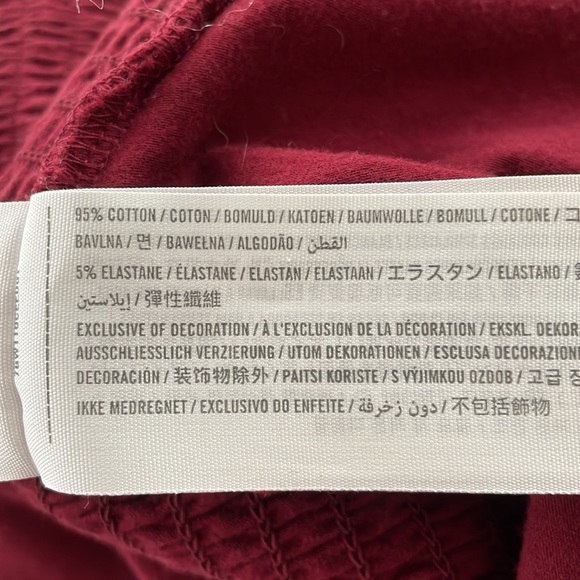 95% COTTON / COTON / BOMULD / KATOEN / BAUMWOLLE / BOMULL / COTONE / コ
BAVLNA / 면 / BAWEŁNA / ALGODÃO / القطن
5% ELASTANE / ÉLASTANE / ELASTAN / ELASTAAN / エラスタン / ELASTANO /
إيلاستين / 彈性纖維
EXCLUSIVE OF DECORATION / À L'EXCLUSION DE LA DÉCORATION / EKSKL. DEKOR
AUSSCHLIESSLICH VERZIERUNG / UTOM DEKORATIONEN / ESCLUSA DECORAZION
DECORACIÓN / 装饰物除外 / PAITSI KORISTE / S VÝJIMKOU OZDOB / 고급 장
IKKE MEDREGNET / EXCLUSIVO DO ENFEITE / دون زخرفة / 不包括飾物